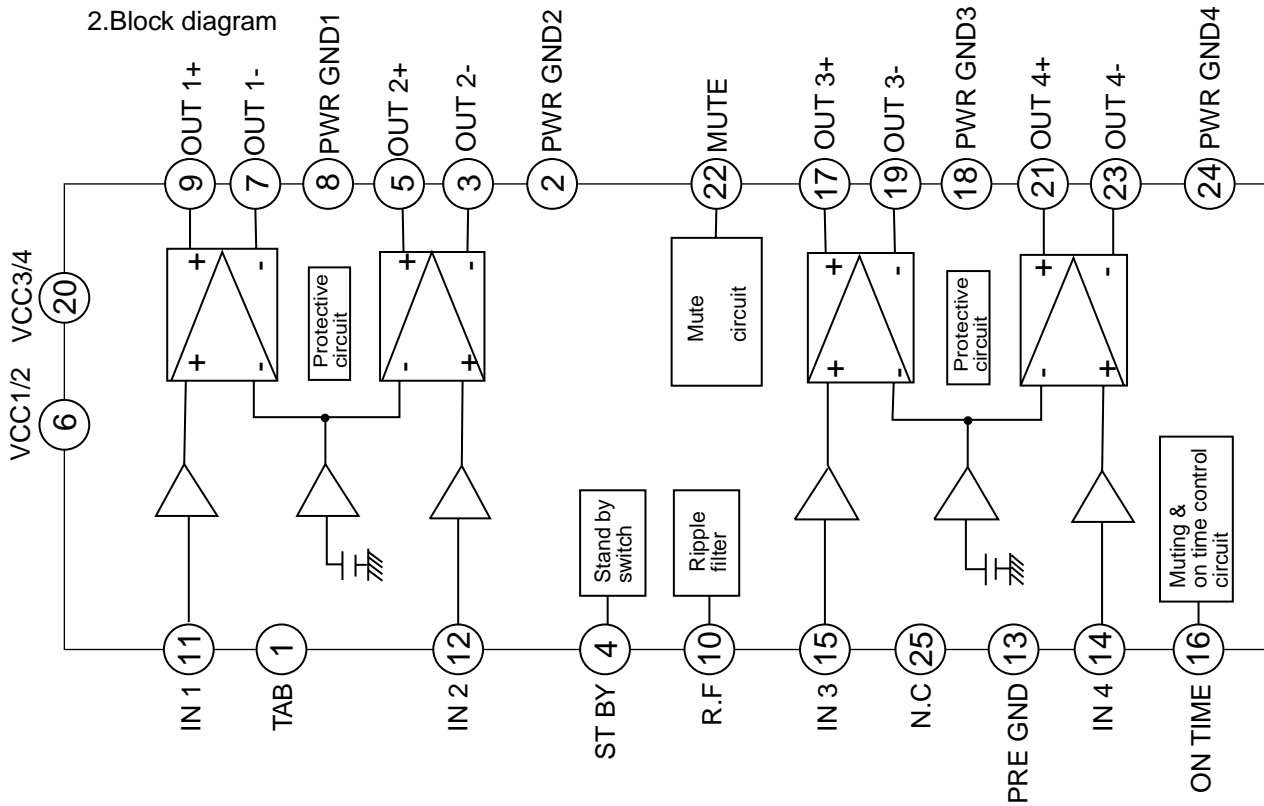 2.Block diagram
OUT 1+
OUT 1-
PWR GND1
OUT 2+
OUT 2-
PWR GND2
MUTE
OUT 3+
OUT 3-
PWR GND3
OUT 4+
OUT 4-
PWR GND4
9
7
8
5
3
2
22
17
19
18
21
23
24
VCC1/2
6
VCC3/4
20
+
-
+
-
Protective
circuit
+
-
-
+
Mute
circuit
+
-
+
-
Protective
circuit
+
-
-
+
Stand by
switch
Ripple
filter
Muting &
on time control
circuit
11
1
12
4
10
15
25
13
14
16
IN 1
TAB
IN 2
ST BY
R.F
IN 3
N.C
PRE GND
IN 4
ON TIME